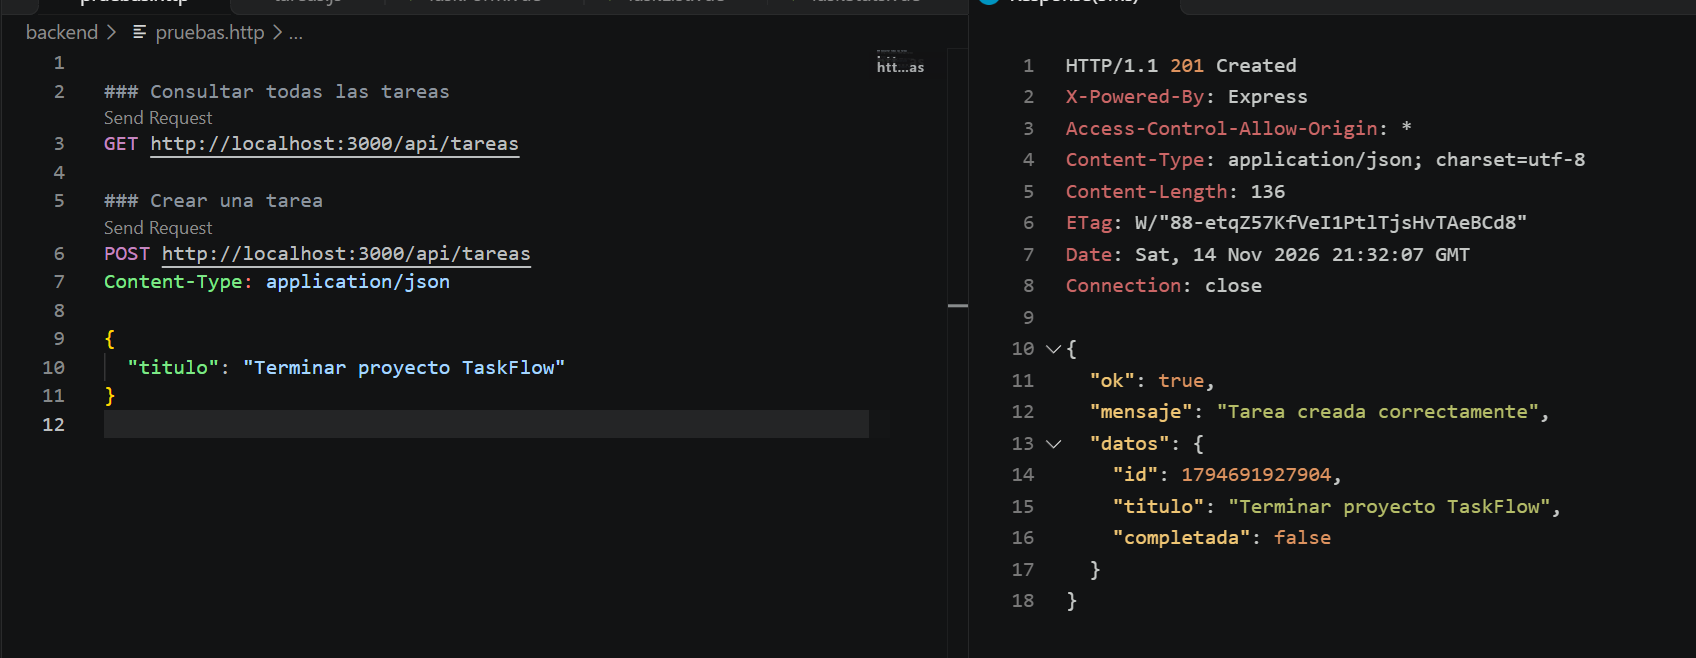 pruebas.http
backend > pruebas.http > ...
htt...as
1
2 ### Consultar todas las tareas
Send Request
3 GET http://localhost:3000/api/tareas
4
5 ### Crear una tarea
Send Request
6 POST http://localhost:3000/api/tareas
7 Content-Type: application/json
8
9 {
10 "titulo": "Terminar proyecto TaskFlow"
11 }
12
1 HTTP/1.1 201 Created
2 X-Powered-By: Express
3 Access-Control-Allow-Origin: *
4 Content-Type: application/json; charset=utf-8
5 Content-Length: 136
6 ETag: W/"88-etqZ57KfVeI1PtlTjsHvTAeBCd8"
7 Date: Sat, 14 Nov 2026 21:32:07 GMT
8 Connection: close
9
10 {
11 "ok": true,
12 "mensaje": "Tarea creada correctamente",
13 "datos": {
14 "id": 1794691927904,
15 "titulo": "Terminar proyecto TaskFlow",
16 "completada": false
17 }
18 }